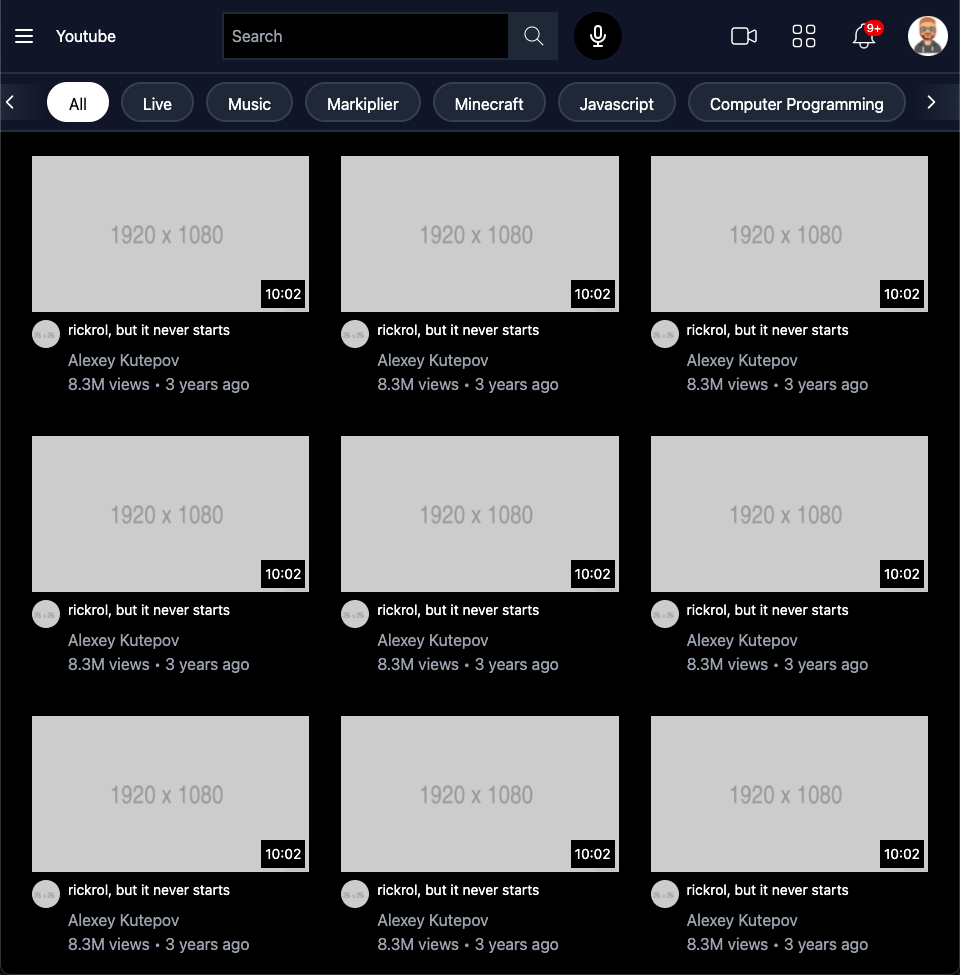 Youtube Search 9+
All Live Music Markiplier Minecraft Javascript Computer Programming
1920 x 1080 1920 x 1080 1920 x 1080
10:02 10:02 10:02
rickrol, but it never starts rickrol, but it never starts rickrol, but it never starts
Alexey Kutepov Alexey Kutepov Alexey Kutepov
8.3M views • 3 years ago 8.3M views • 3 years ago 8.3M views • 3 years ago
1920 x 1080 1920 x 1080 1920 x 1080
10:02 10:02 10:02
rickrol, but it never starts rickrol, but it never starts rickrol, but it never starts
Alexey Kutepov Alexey Kutepov Alexey Kutepov
8.3M views • 3 years ago 8.3M views • 3 years ago 8.3M views • 3 years ago
1920 x 1080 1920 x 1080 1920 x 1080
10:02 10:02 10:02
rickrol, but it never starts rickrol, but it never starts rickrol, but it never starts
Alexey Kutepov Alexey Kutepov Alexey Kutepov
8.3M views • 3 years ago 8.3M views • 3 years ago 8.3M views • 3 years ago